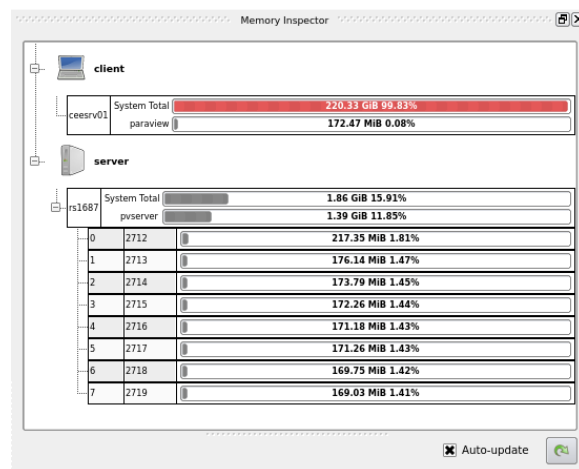 Memory Inspector
client
ceesrv01
System Total 220.33 GiB 99.83%
paraview 172.47 MiB 0.08%
server
rs1687
System Total 1.86 GiB 15.91%
pvserver 1.39 GiB 11.85%
0 2712 217.35 MiB 1.81%
1 2713 176.14 MiB 1.47%
2 2714 173.79 MiB 1.45%
3 2715 172.26 MiB 1.44%
4 2716 171.18 MiB 1.43%
5 2717 171.26 MiB 1.43%
6 2718 169.75 MiB 1.42%
7 2719 169.03 MiB 1.41%
Auto-update